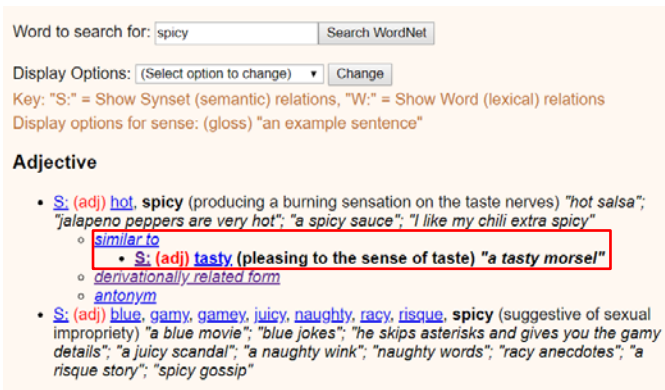 Word to search for: spicy Search WordNet
Display Options: (Select option to change) Change
Key: "S:" = Show Synset (semantic) relations, "W:" = Show Word (lexical) relations
Display options for sense: (gloss) "an example sentence"
Adjective
• S: (adj) hot, spicy (producing a burning sensation on the taste nerves) "hot salsa";
"jalapeno peppers are very hot"; "a spicy sauce"; "I like my chili extra spicy"
○ similar to
• S: (adj) tasty (pleasing to the sense of taste) "a tasty morsel"
○ derivationally related form
○ antonym
• S: (adj) blue, gamy, gamey, juicy, naughty, racy, risque, spicy (suggestive of sexual
impropriety) "a blue movie"; "blue jokes"; "he skips asterisks and gives you the gamy
details"; "a juicy scandal"; "a naughty wink"; "naughty words"; "racy anecdotes"; "a
risque story"; "spicy gossip"